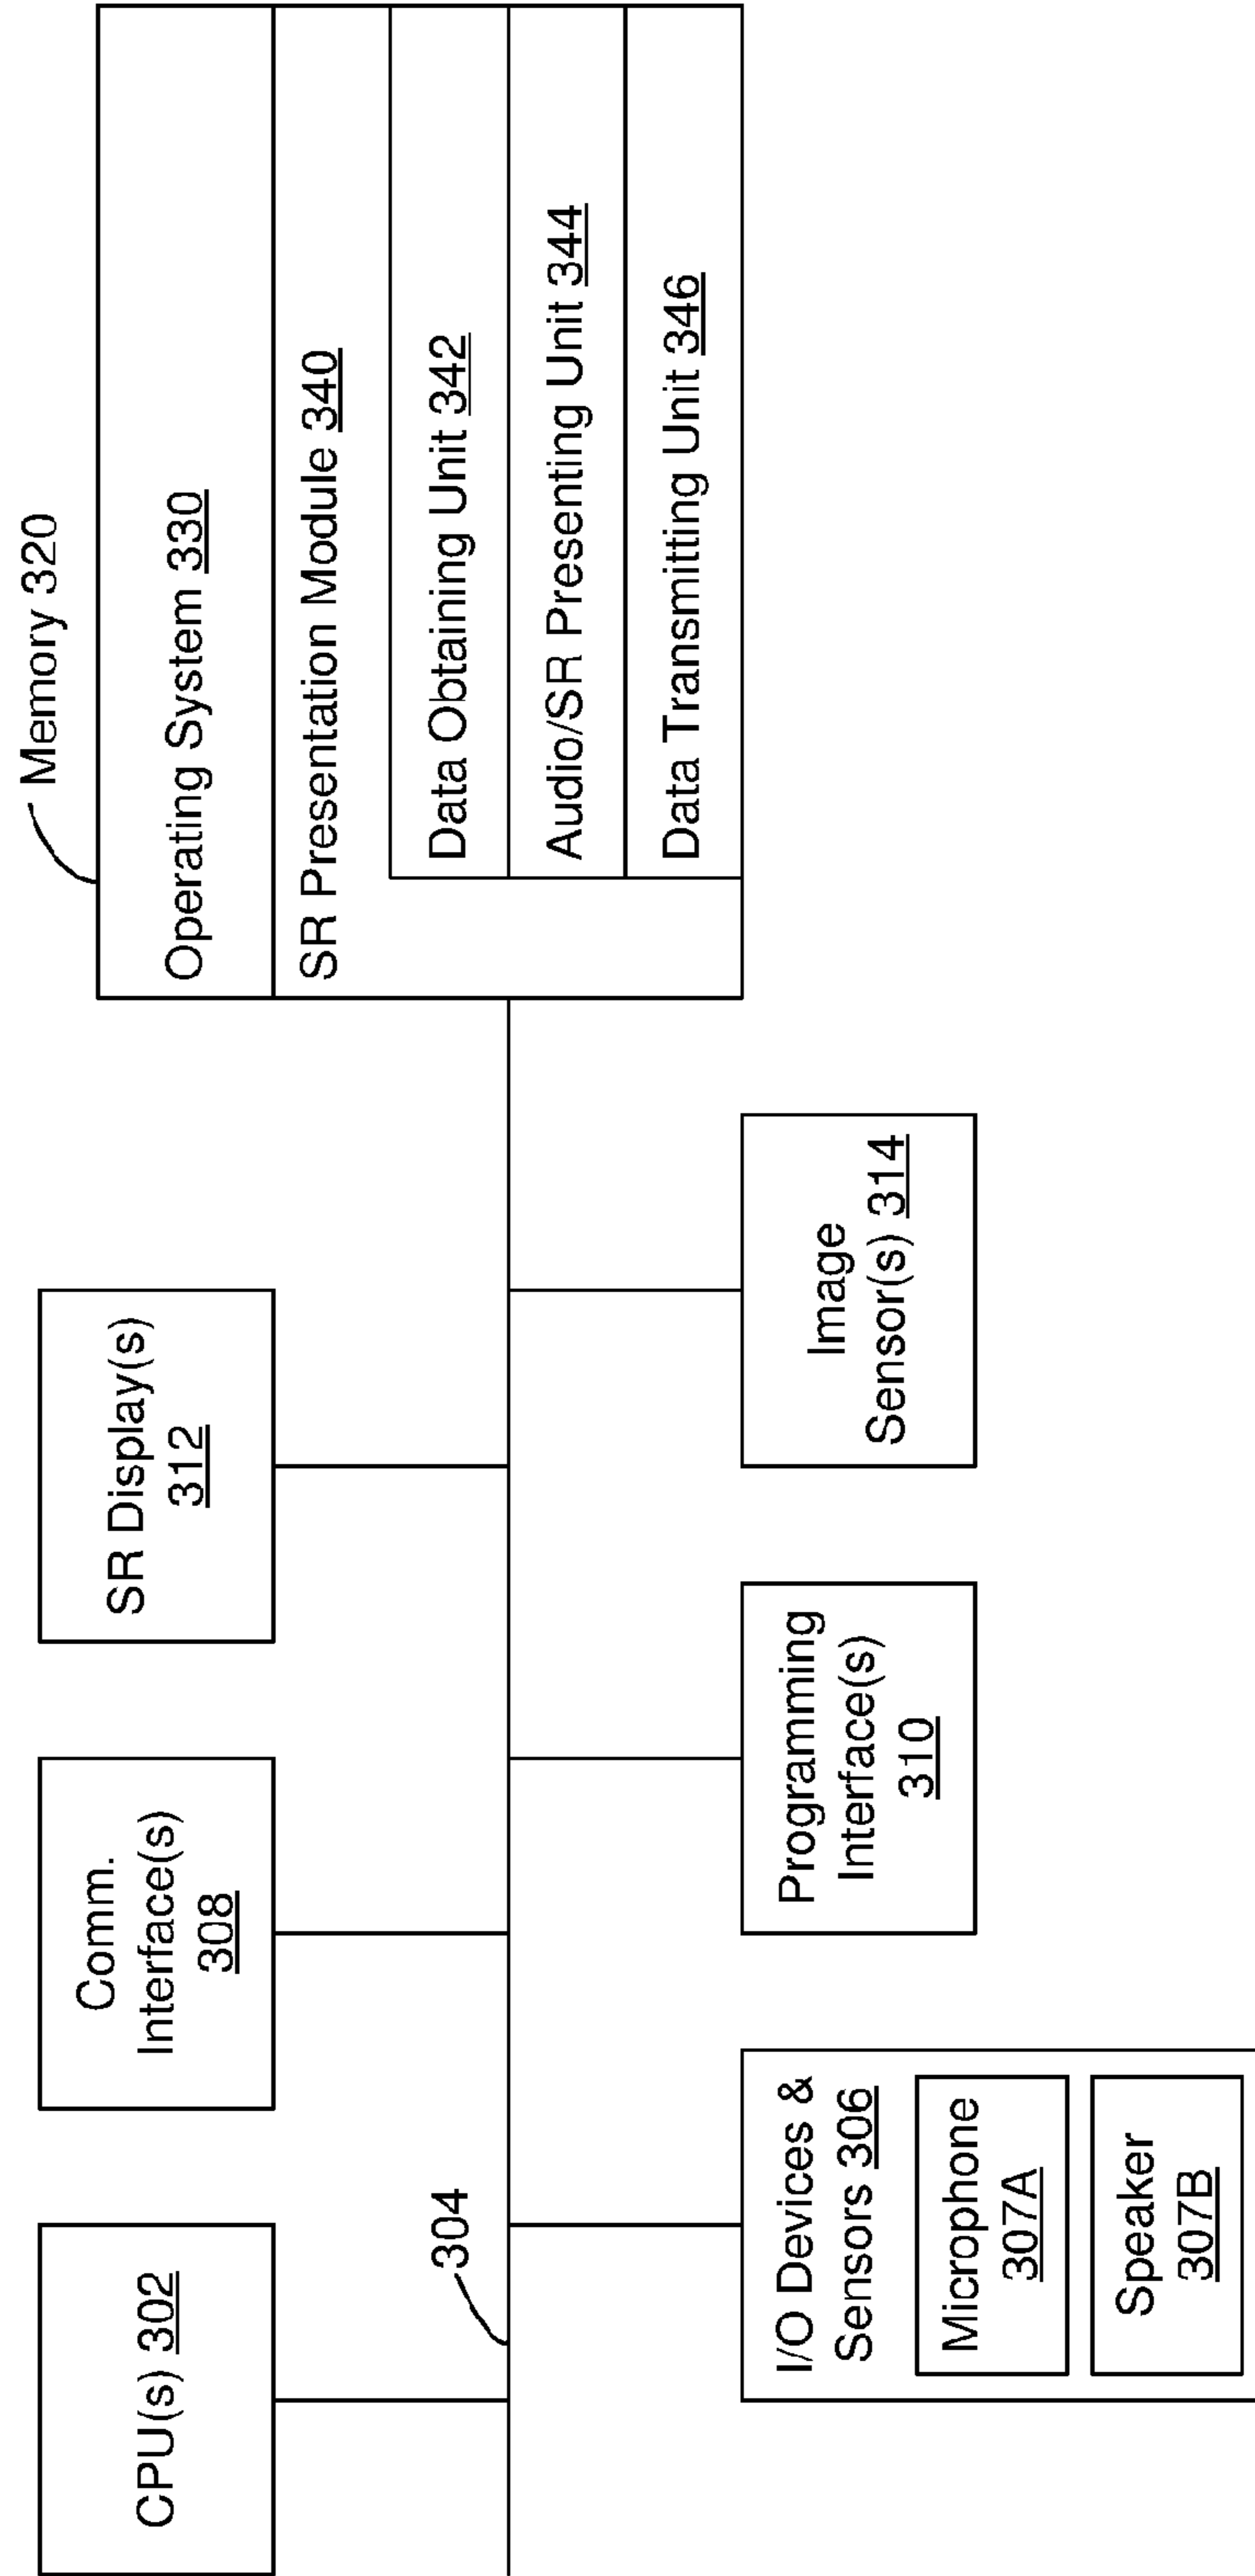 CPU(s) 302
Comm.
Interface(s)
308
SR Display(s)
312
Memory 320
Operating System 330
SR Presentation Module 340
Data Obtaining Unit 342
Audio/SR Presenting Unit 344
Data Transmitting Unit 346
304
I/O Devices &
Sensors 306
Microphone
307A
Speaker
307B
Programming
Interface(s)
310
Image
Sensor(s) 314